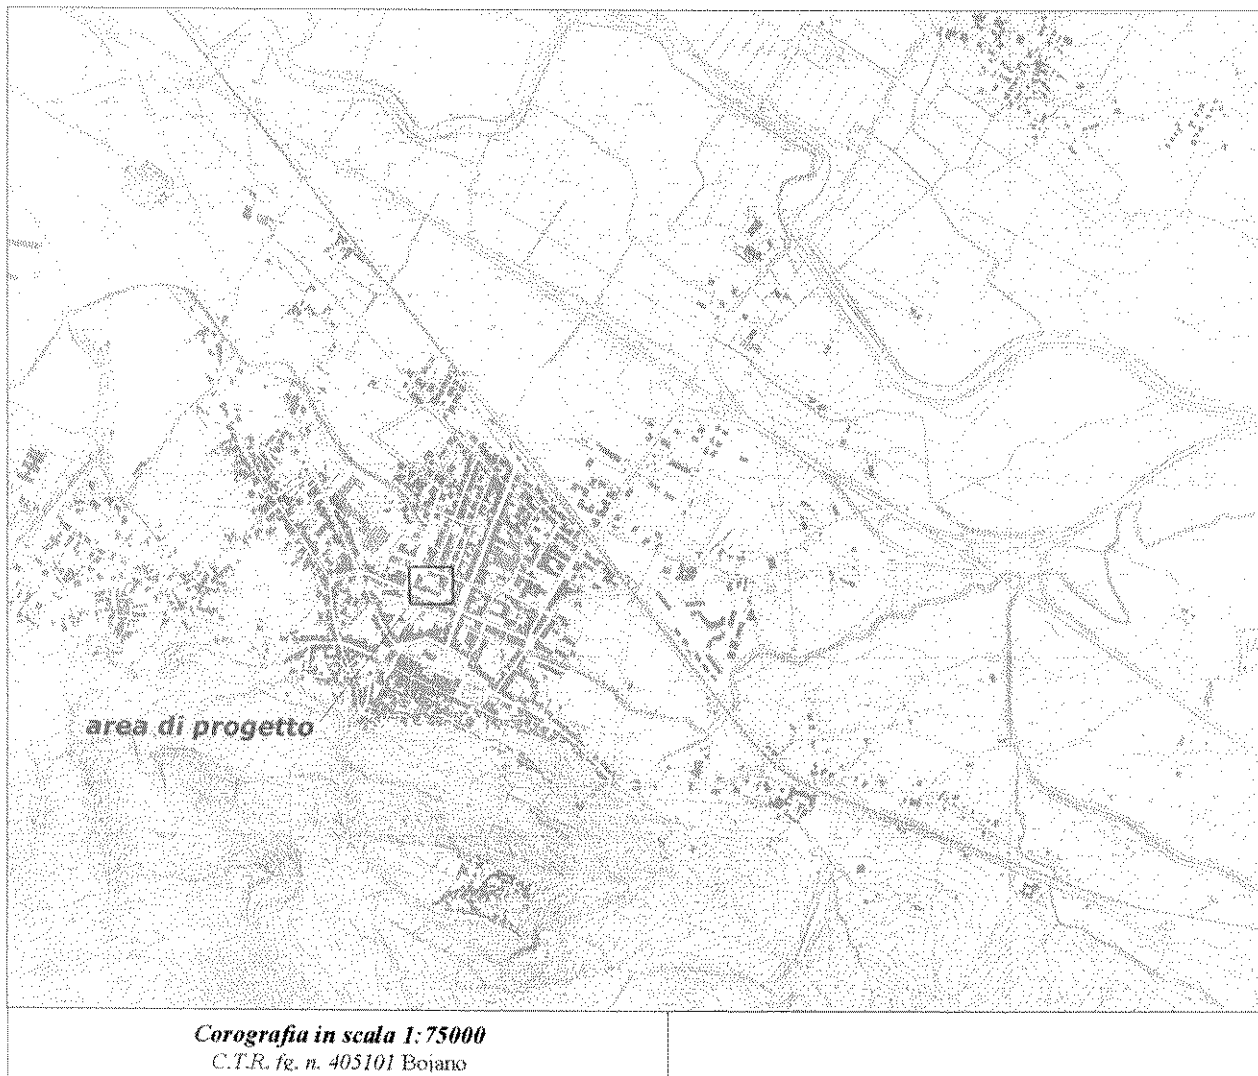 area di progetto
Corografia in scala 1:75000
C.T.R. fg. n. 405101 Bojano